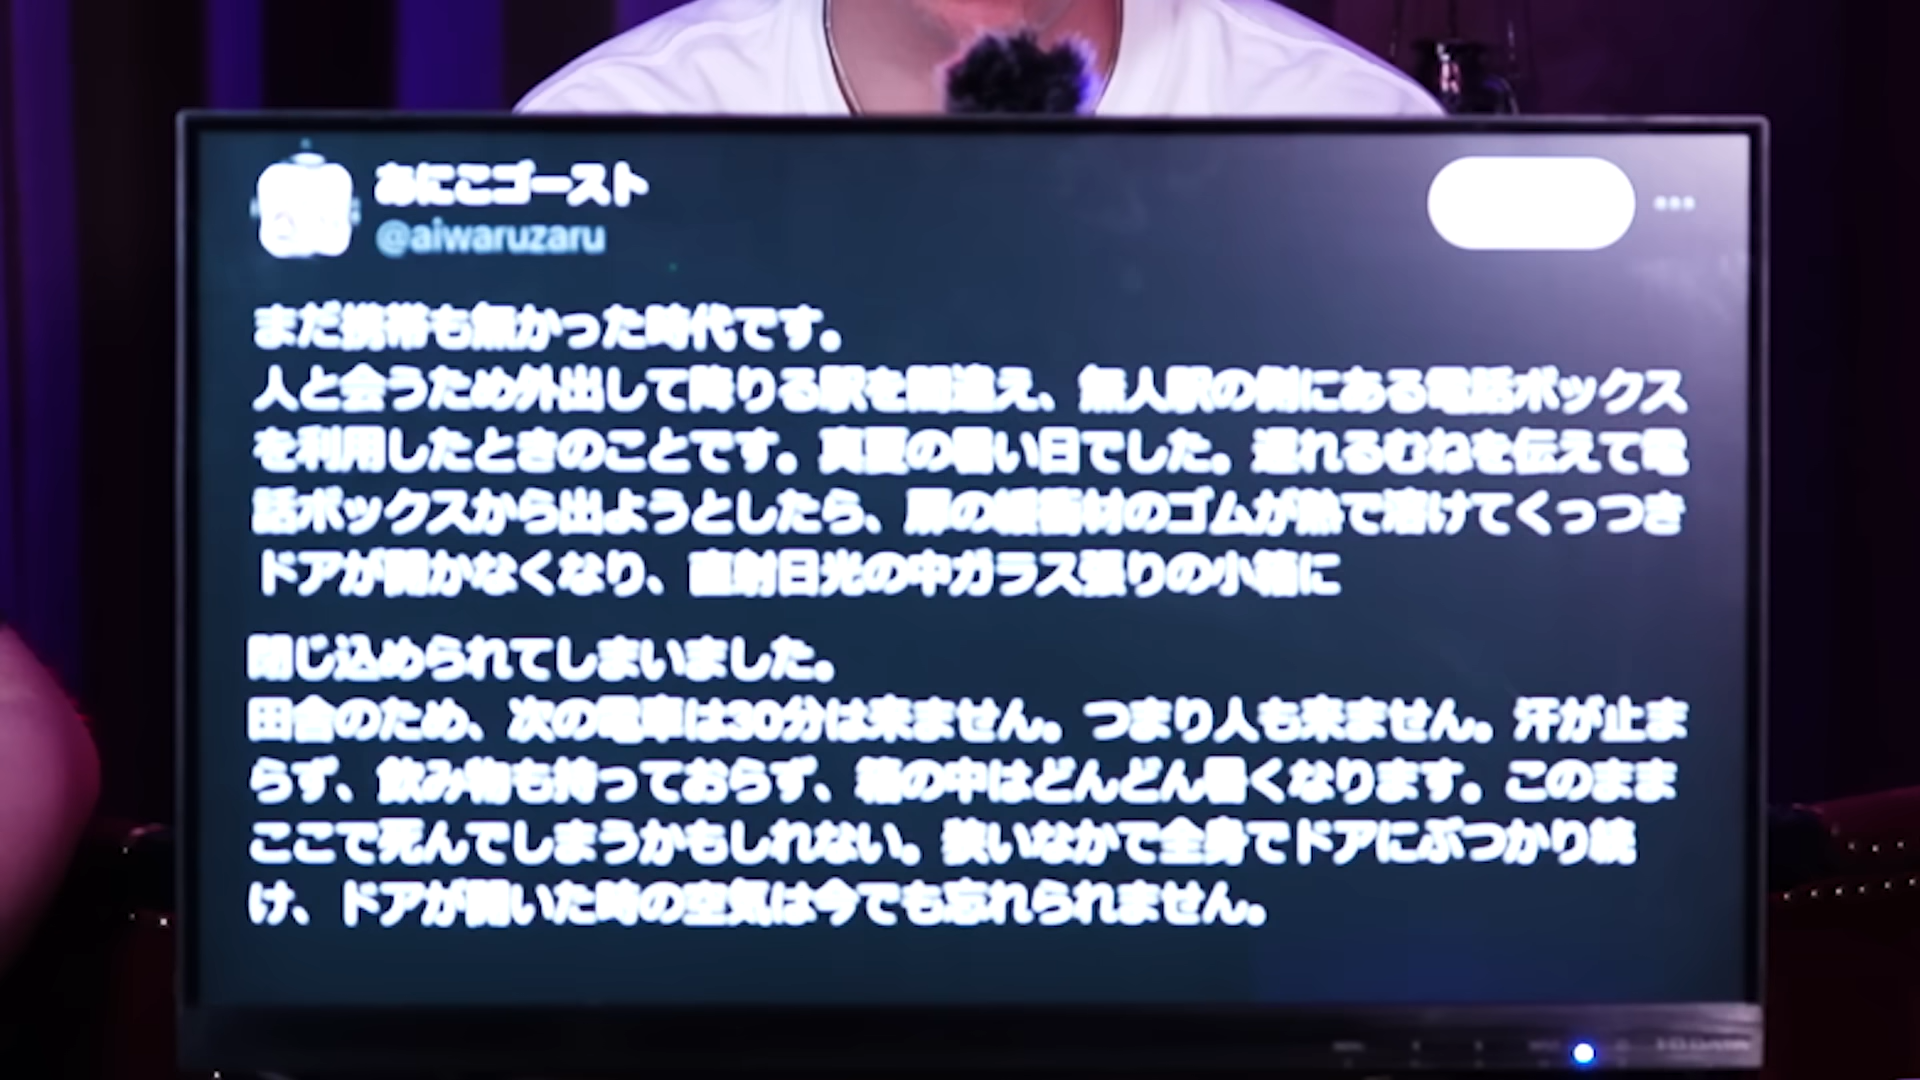 あにこゴースト
@aiwaruzaru
まだ携帯も無かった時代です。
人と会うため外出して降りる駅を間違え、無人駅の側にある電話ボックス
を利用したときのことです。真夏の暑い日でした。遅れるむねを伝えて電
話ボックスから出ようとしたら、扉の緩衝材のゴムが熱で溶けてくっつき
ドアが開かなくなり、直射日光の中ガラス張りの小箱に
閉じ込められてしまいました。
田舎のため、次の電車は30分は来ません。つまり人も来ません。汗が止ま
らず、飲み物も持っておらず、箱の中はどんどん暑くなります。このまま
ここで死んでしまうかもしれない。狭いなかで全身でドアにぶつかり続
け、ドアが開いた時の空気は今でも忘れられません。